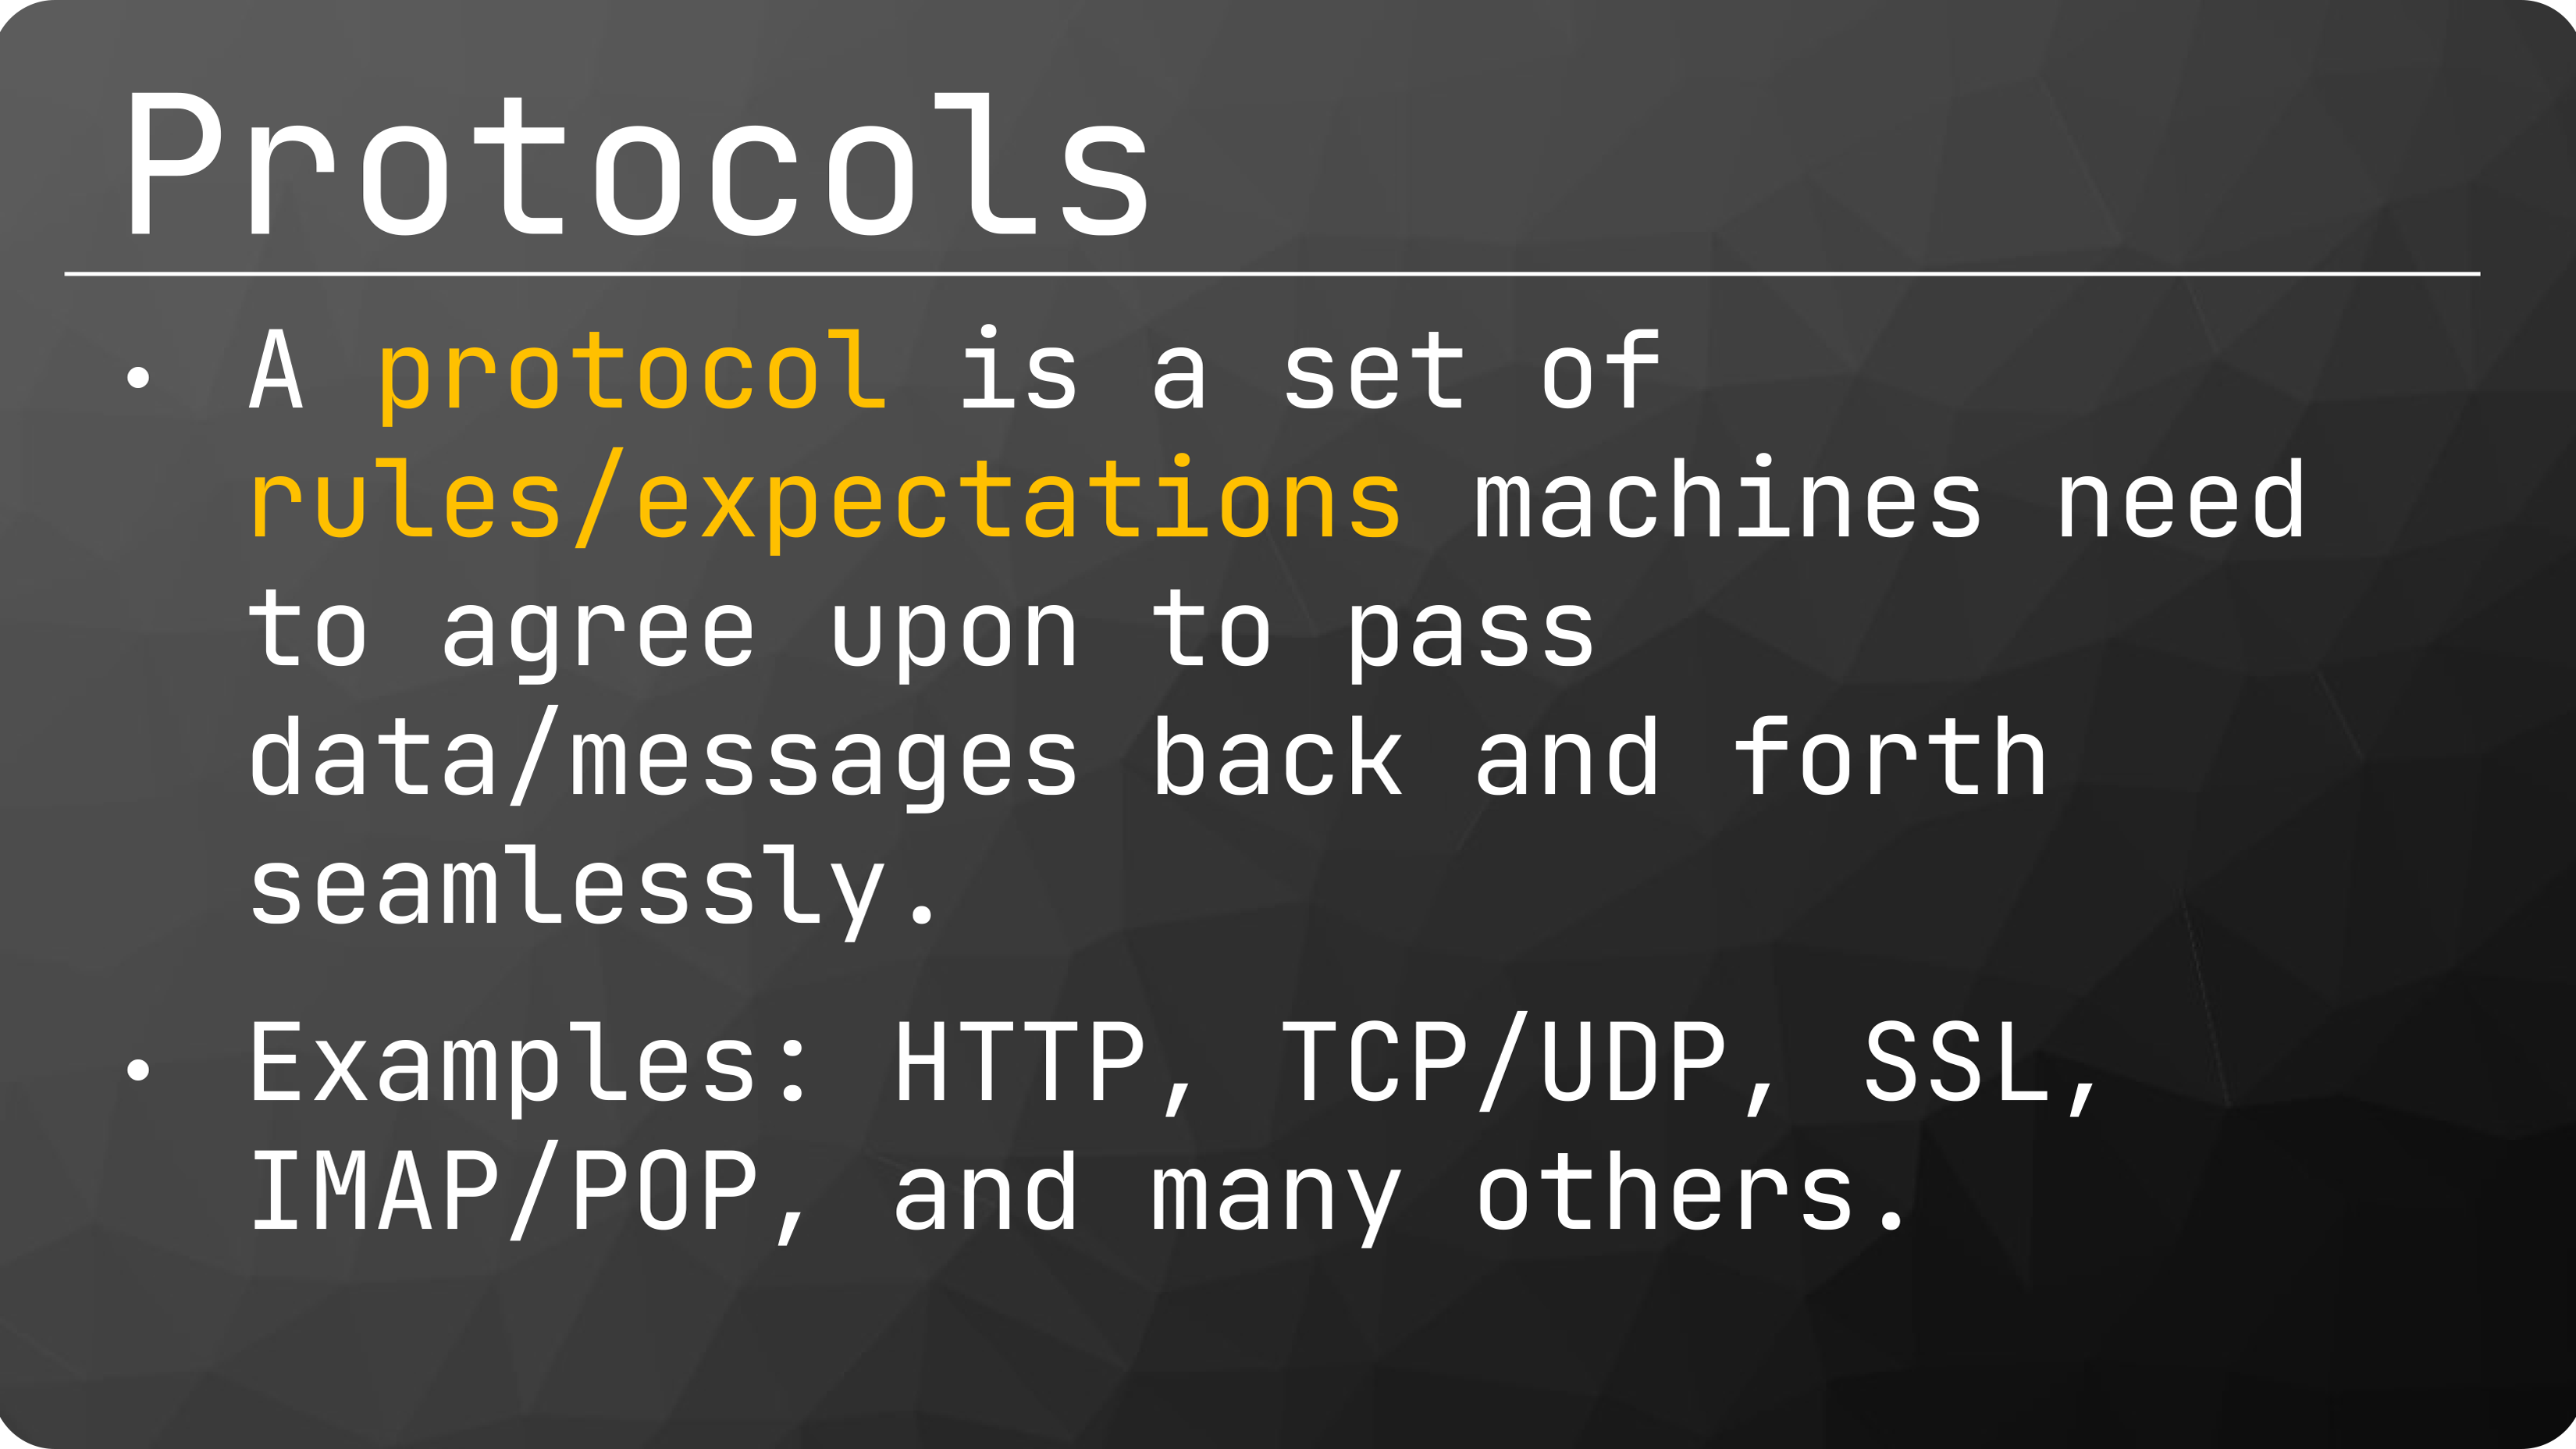 Protocols
• A protocol is a set of
rules/expectations machines need
to agree upon to pass
data/messages back and forth
seamlessly.
• Examples: HTTP, TCP/UDP, SSL,
IMAP/POP, and many others.